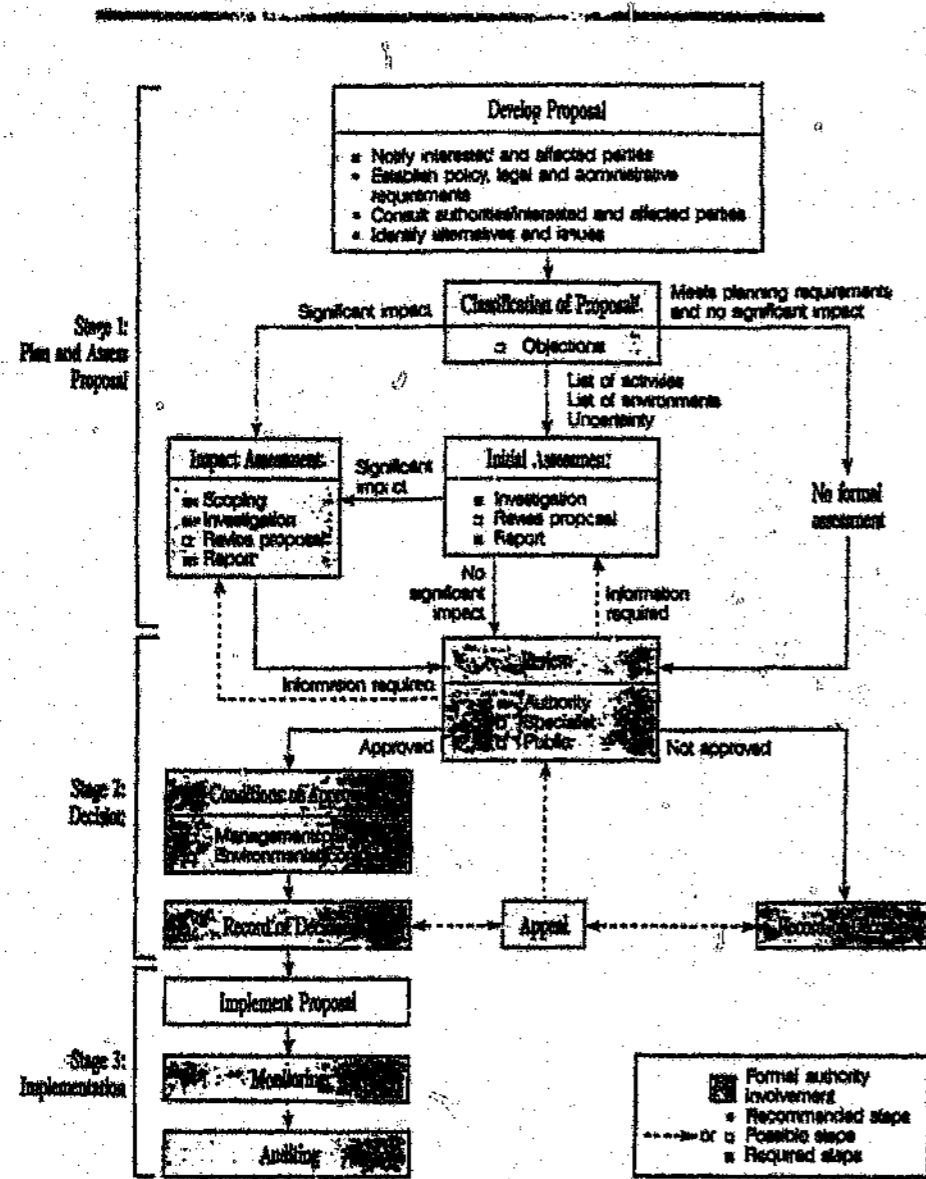 Develop Proposal
Notify interested and affected parties
Establish policy, legal and administrative
requirements
Consult authorities/interested and affected parties
Identify alternatives and issues
Stage 1:
Plan and Assess
Proposal
Significant impact
Classification of Proposal
Objections
Meets planning requirements
and no significant impact
List of activities
List of environments
Uncertainty
Impact Assessment
Scoping
Investigation
Revise proposal
Report
Significant
impact
Initial Assessment
Investigation
Revise proposal
Report
No formal
assessment
No
significant
impact
Information
required
Review
Authority
Specialist
Public
Information required
Approved
Not approved
Stage 2:
Decision
Conditions of
Management
Environmental
Record of
Appeal
Record
Stage 3:
Implementation
Implement Proposal
Monitoring
Auditing
Formal authority
involvement
Recommended steps
or Possible steps
Required steps